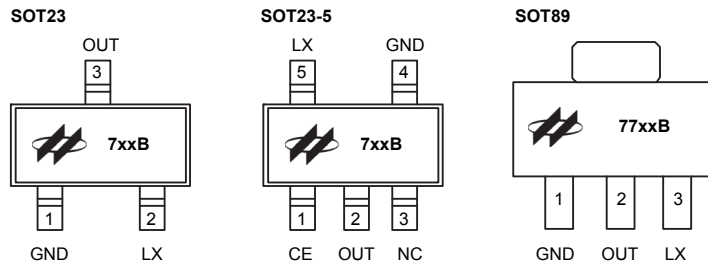 SOT23
OUT
3
7xxB
1
2
GND LX
SOT23-5
LX GND
5
4
7xxB
1
2
3
CE OUT NC
SOT89
77xxB
1
2
3
GND OUT LX